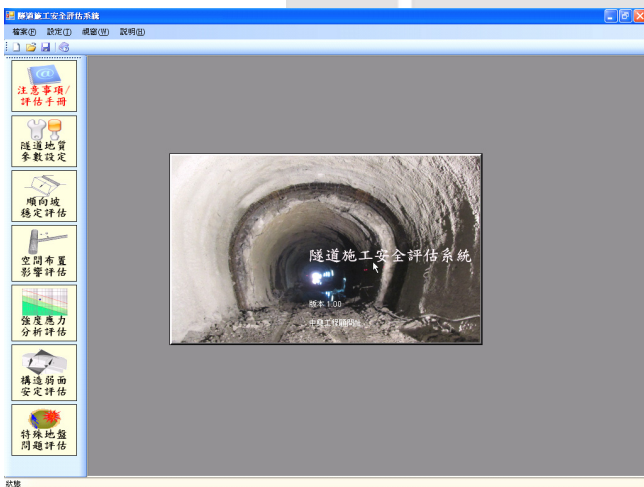 隧道施工安全評估系統
檔案(F) 設定(I) 視窗(W) 說明(H)
注意事項/
評估手冊
隧道地質
參數設定
順向坡
穩定評估
空間布置
影響評估
強度應力
分析評估
構造弱面
安定評估
特殊地盤
問題評估
隧道施工安全評估系統
版本 1.00
狀態